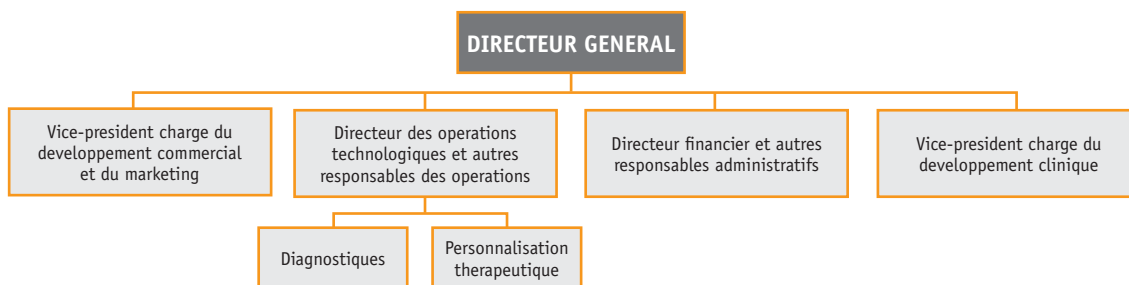 DIRECTEUR GENERAL
Vice-president charge du
developpement commercial
et du marketing
Directeur des operations
technologiques et autres
responsables des operations
Directeur financier et autres
responsables administratifs
Vice-president charge du
developpement clinique
Diagnostiques
Personnalisation
therapeutique